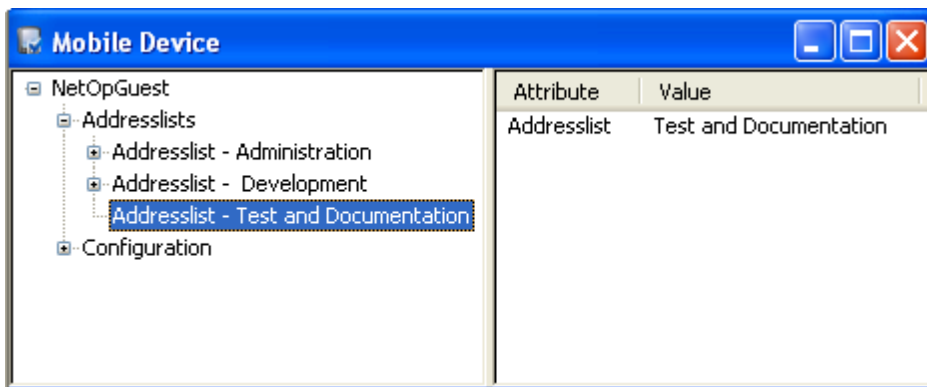 Mobile Device
NetOpGuest
Addresslists
Addresslist - Administration
Addresslist -  Development
Addresslist - Test and Documentation
Configuration
Attribute Value
Addresslist Test and Documentation